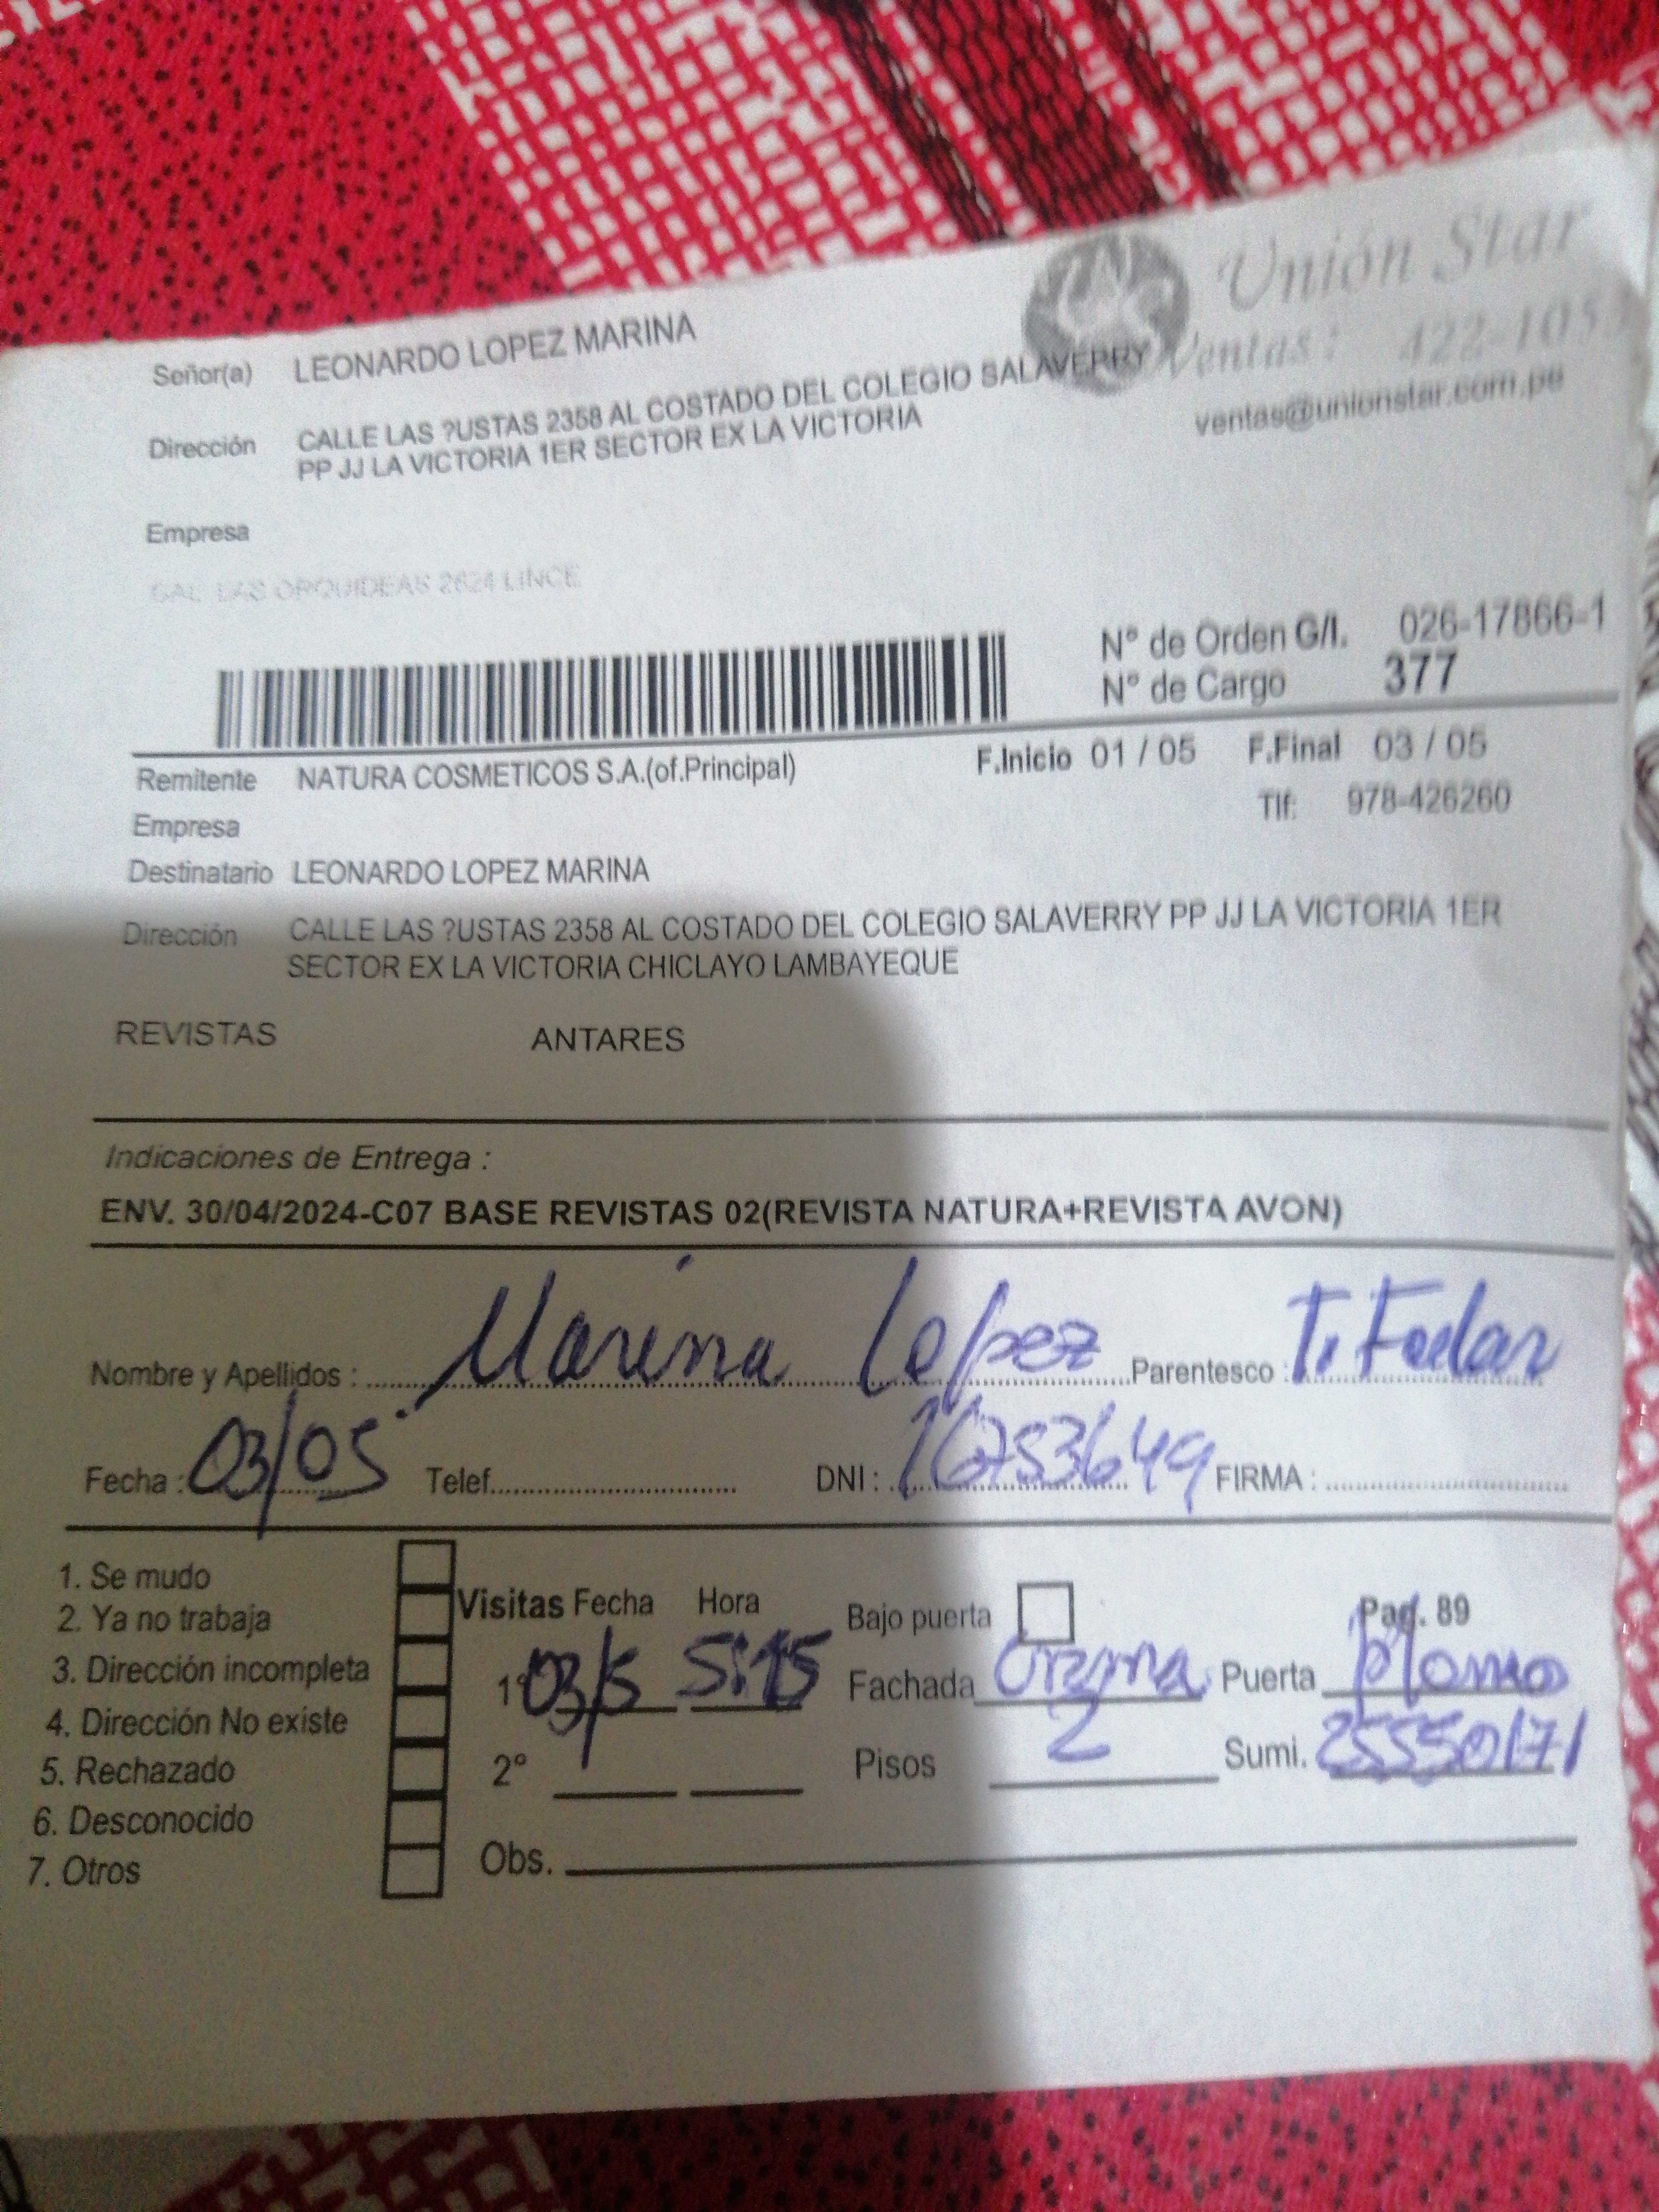 Unión Star
Señor(a) LEONARDO LOPEZ MARINA
Ventas: 422-105
Dirección CALLE LAS ?USTAS 2358 AL COSTADO DEL COLEGIO SALAVERRY
PP JJ LA VICTORIA 1ER SECTOR EX LA VICTORIA
ventas@unionstar.com.pe
Empresa
CAL LAS ORQUIDEAS 2624 LINCE
N° de Orden G/I. 026-17866-1
N° de Cargo 377
Remitente NATURA COSMETICOS S.A.(of.Principal) F.Inicio 01 / 05 F.Final 03 / 05
Empresa Tlf: 978-426260
Destinatario LEONARDO LOPEZ MARINA
Dirección CALLE LAS ?USTAS 2358 AL COSTADO DEL COLEGIO SALAVERRY PP JJ LA VICTORIA 1ER
SECTOR EX LA VICTORIA CHICLAYO LAMBAYEQUE
REVISTAS ANTARES
Indicaciones de Entrega :
ENV. 30/04/2024-C07 BASE REVISTAS 02(REVISTA NATURA+REVISTA AVON)
Nombre y Apellidos : Marina Lopez Parentesco : Titular
Fecha : 03/05 Telef. DNI : 16753649 FIRMA :
1. Se mudo
2. Ya no trabaja Visitas Fecha Hora Bajo puerta Pag. 89
3. Dirección incompleta 1° 03/5 5:15 Fachada Crema Puerta plomo
4. Dirección No existe
5. Rechazado 2° Pisos 2 Sumi. 25550171
6. Desconocido
7. Otros Obs.